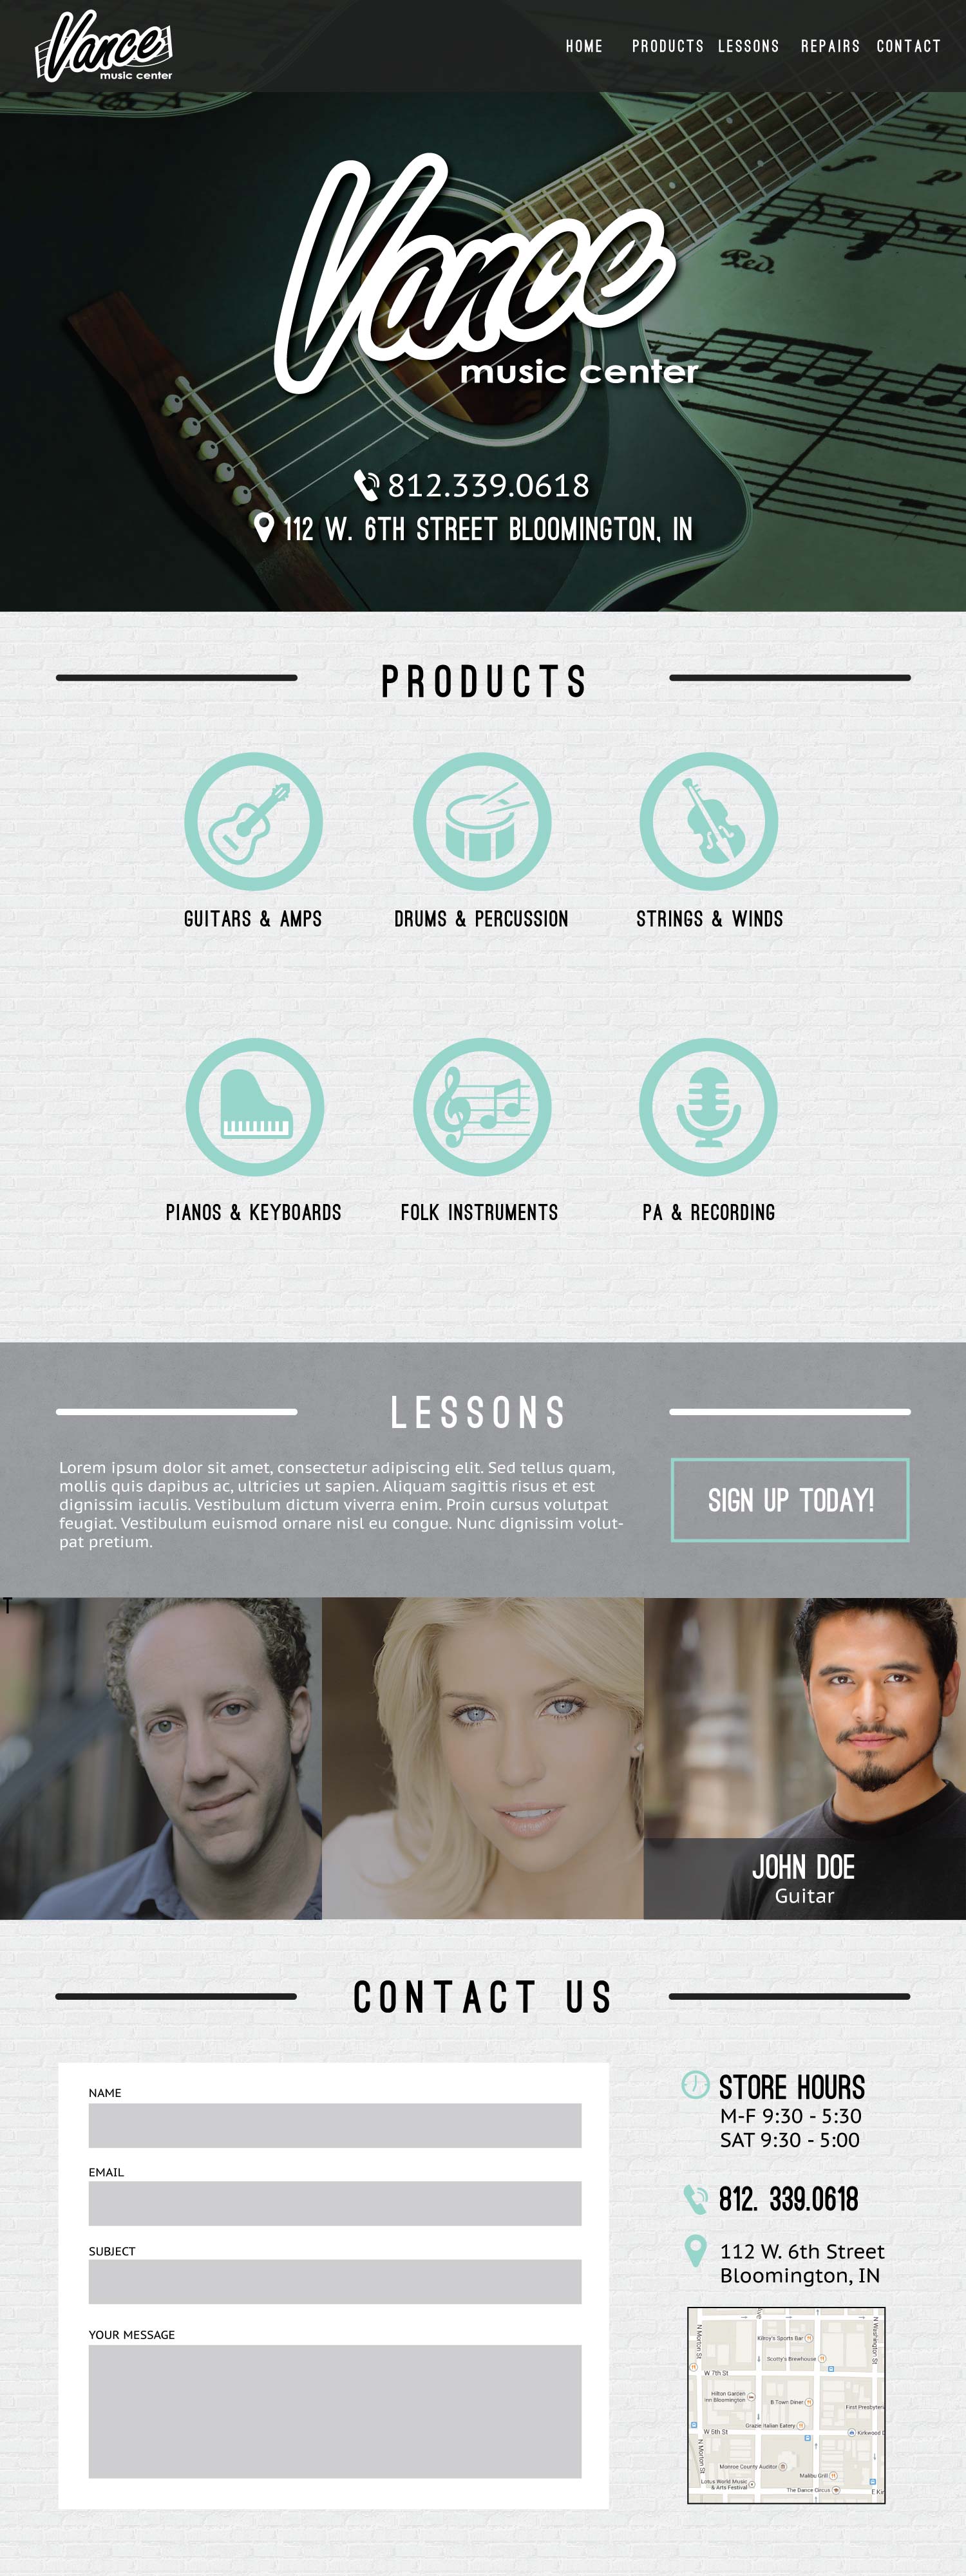 Vance
music center
HOME PRODUCTS LESSONS REPAIRS CONTACT
f
p
Ped.
Vance
music center
812.339.0618
112 W. 6TH STREET BLOOMINGTON, IN
PRODUCTS
GUITARS & AMPS DRUMS & PERCUSSION STRINGS & WINDS
PIANOS & KEYBOARDS FOLK INSTRUMENTS PA & RECORDING
LESSONS
Lorem ipsum dolor sit amet, consectetur adipiscing elit. Sed tellus quam,
mollis quis dapibus ac, ultricies ut sapien. Aliquam sagittis risus et est
dignissim iaculis. Vestibulum dictum viverra enim. Proin cursus volutpat
feugiat. Vestibulum euismod ornare nisl eu congue. Nunc dignissim volut-
pat pretium.
SIGN UP TODAY!
T
JOHN DOE
Guitar
CONTACT US
NAME
EMAIL
SUBJECT
YOUR MESSAGE
STORE HOURS
M-F 9:30 - 5:30
SAT 9:30 - 5:00
812. 339.0618
112 W. 6th Street
Bloomington, IN
N Morton St
N Washington St
Kilroy's Sports Bar
Scotty's Brewhouse
W 7th St
Hilton Garden
Inn Bloomington
B Town Diner
First Presbyteri
Grazie Italian Eatery
W 6th St
Kirkwood
N Morton St
Monroe County Auditor
Malibu Grill
Lotus World Music
& Arts Festival
The Dance Circus
E Kir